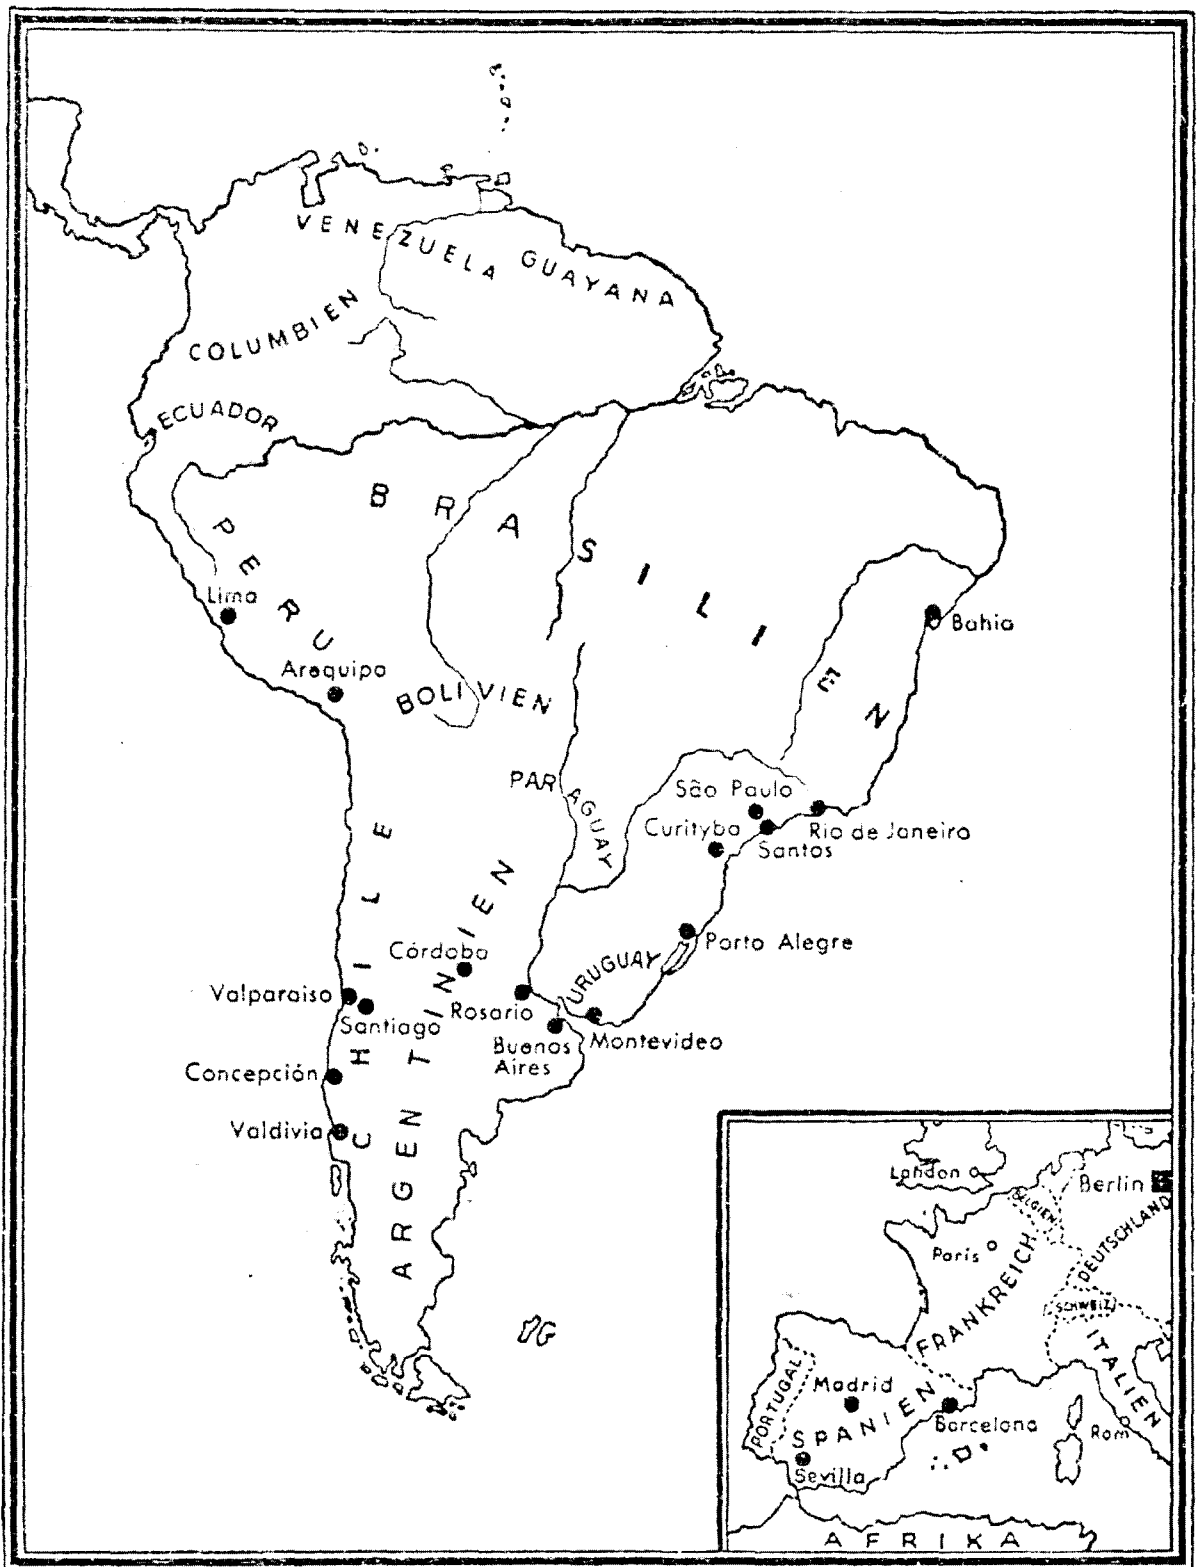 VENEZUELA
GUAYANA
COLUMBIEN
ECUADOR
BRASILIEN
PERU
Lima
Bahia
Arequipa
BOLIVIEN
PARAGUAY
São Paulo
Curityba
Rio de Janeiro
Santos
CHILE
ARGENTINIEN
Córdoba
Porto Alegre
URUGUAY
Valparaiso
Rosario
Santiago
Buenos
Aires
Montevideo
Concepción
Valdivia
London
Berlin
BELGIEN
DEUTSCHLAND
Paris
FRANKREICH
SCHWEIZ
ITALIEN
PORTUGAL
Madrid
SPANIEN
Barcelona
Rom
Sevilla
AFRIKA